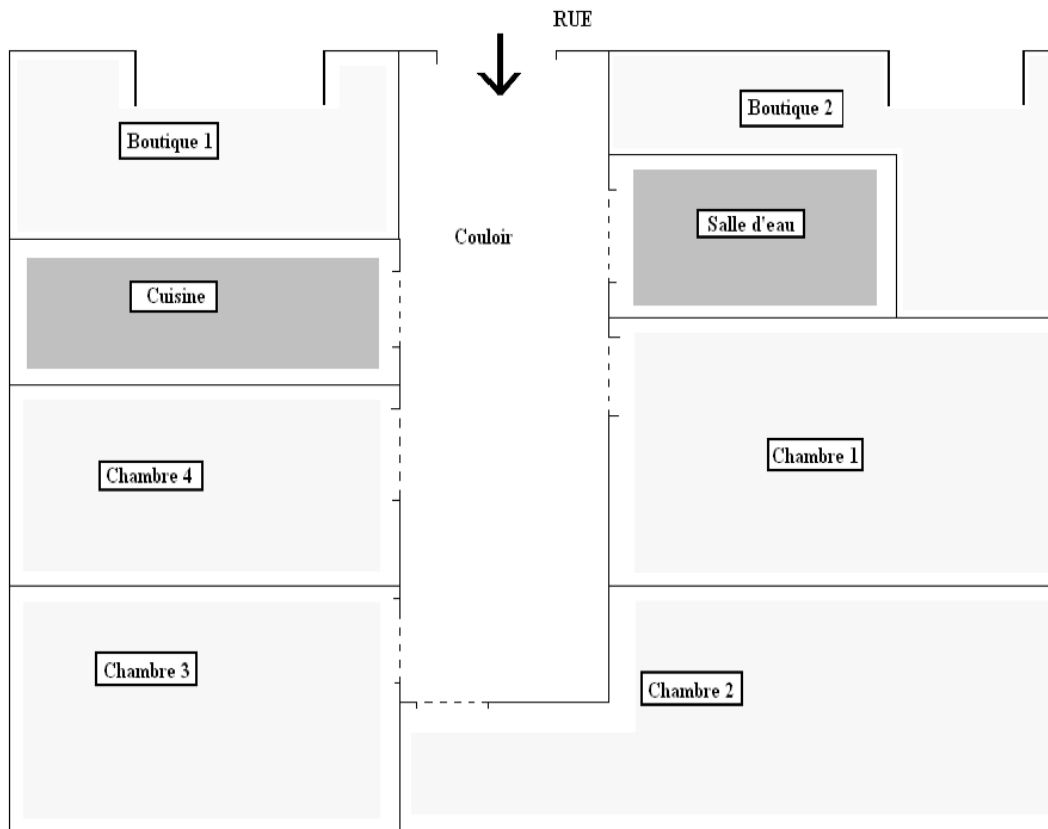 RUE
Boutique 1
Boutique 2
Salle d'eau
Couloir
Cuisine
Chambre 1
Chambre 4
Chambre 3
Chambre 2